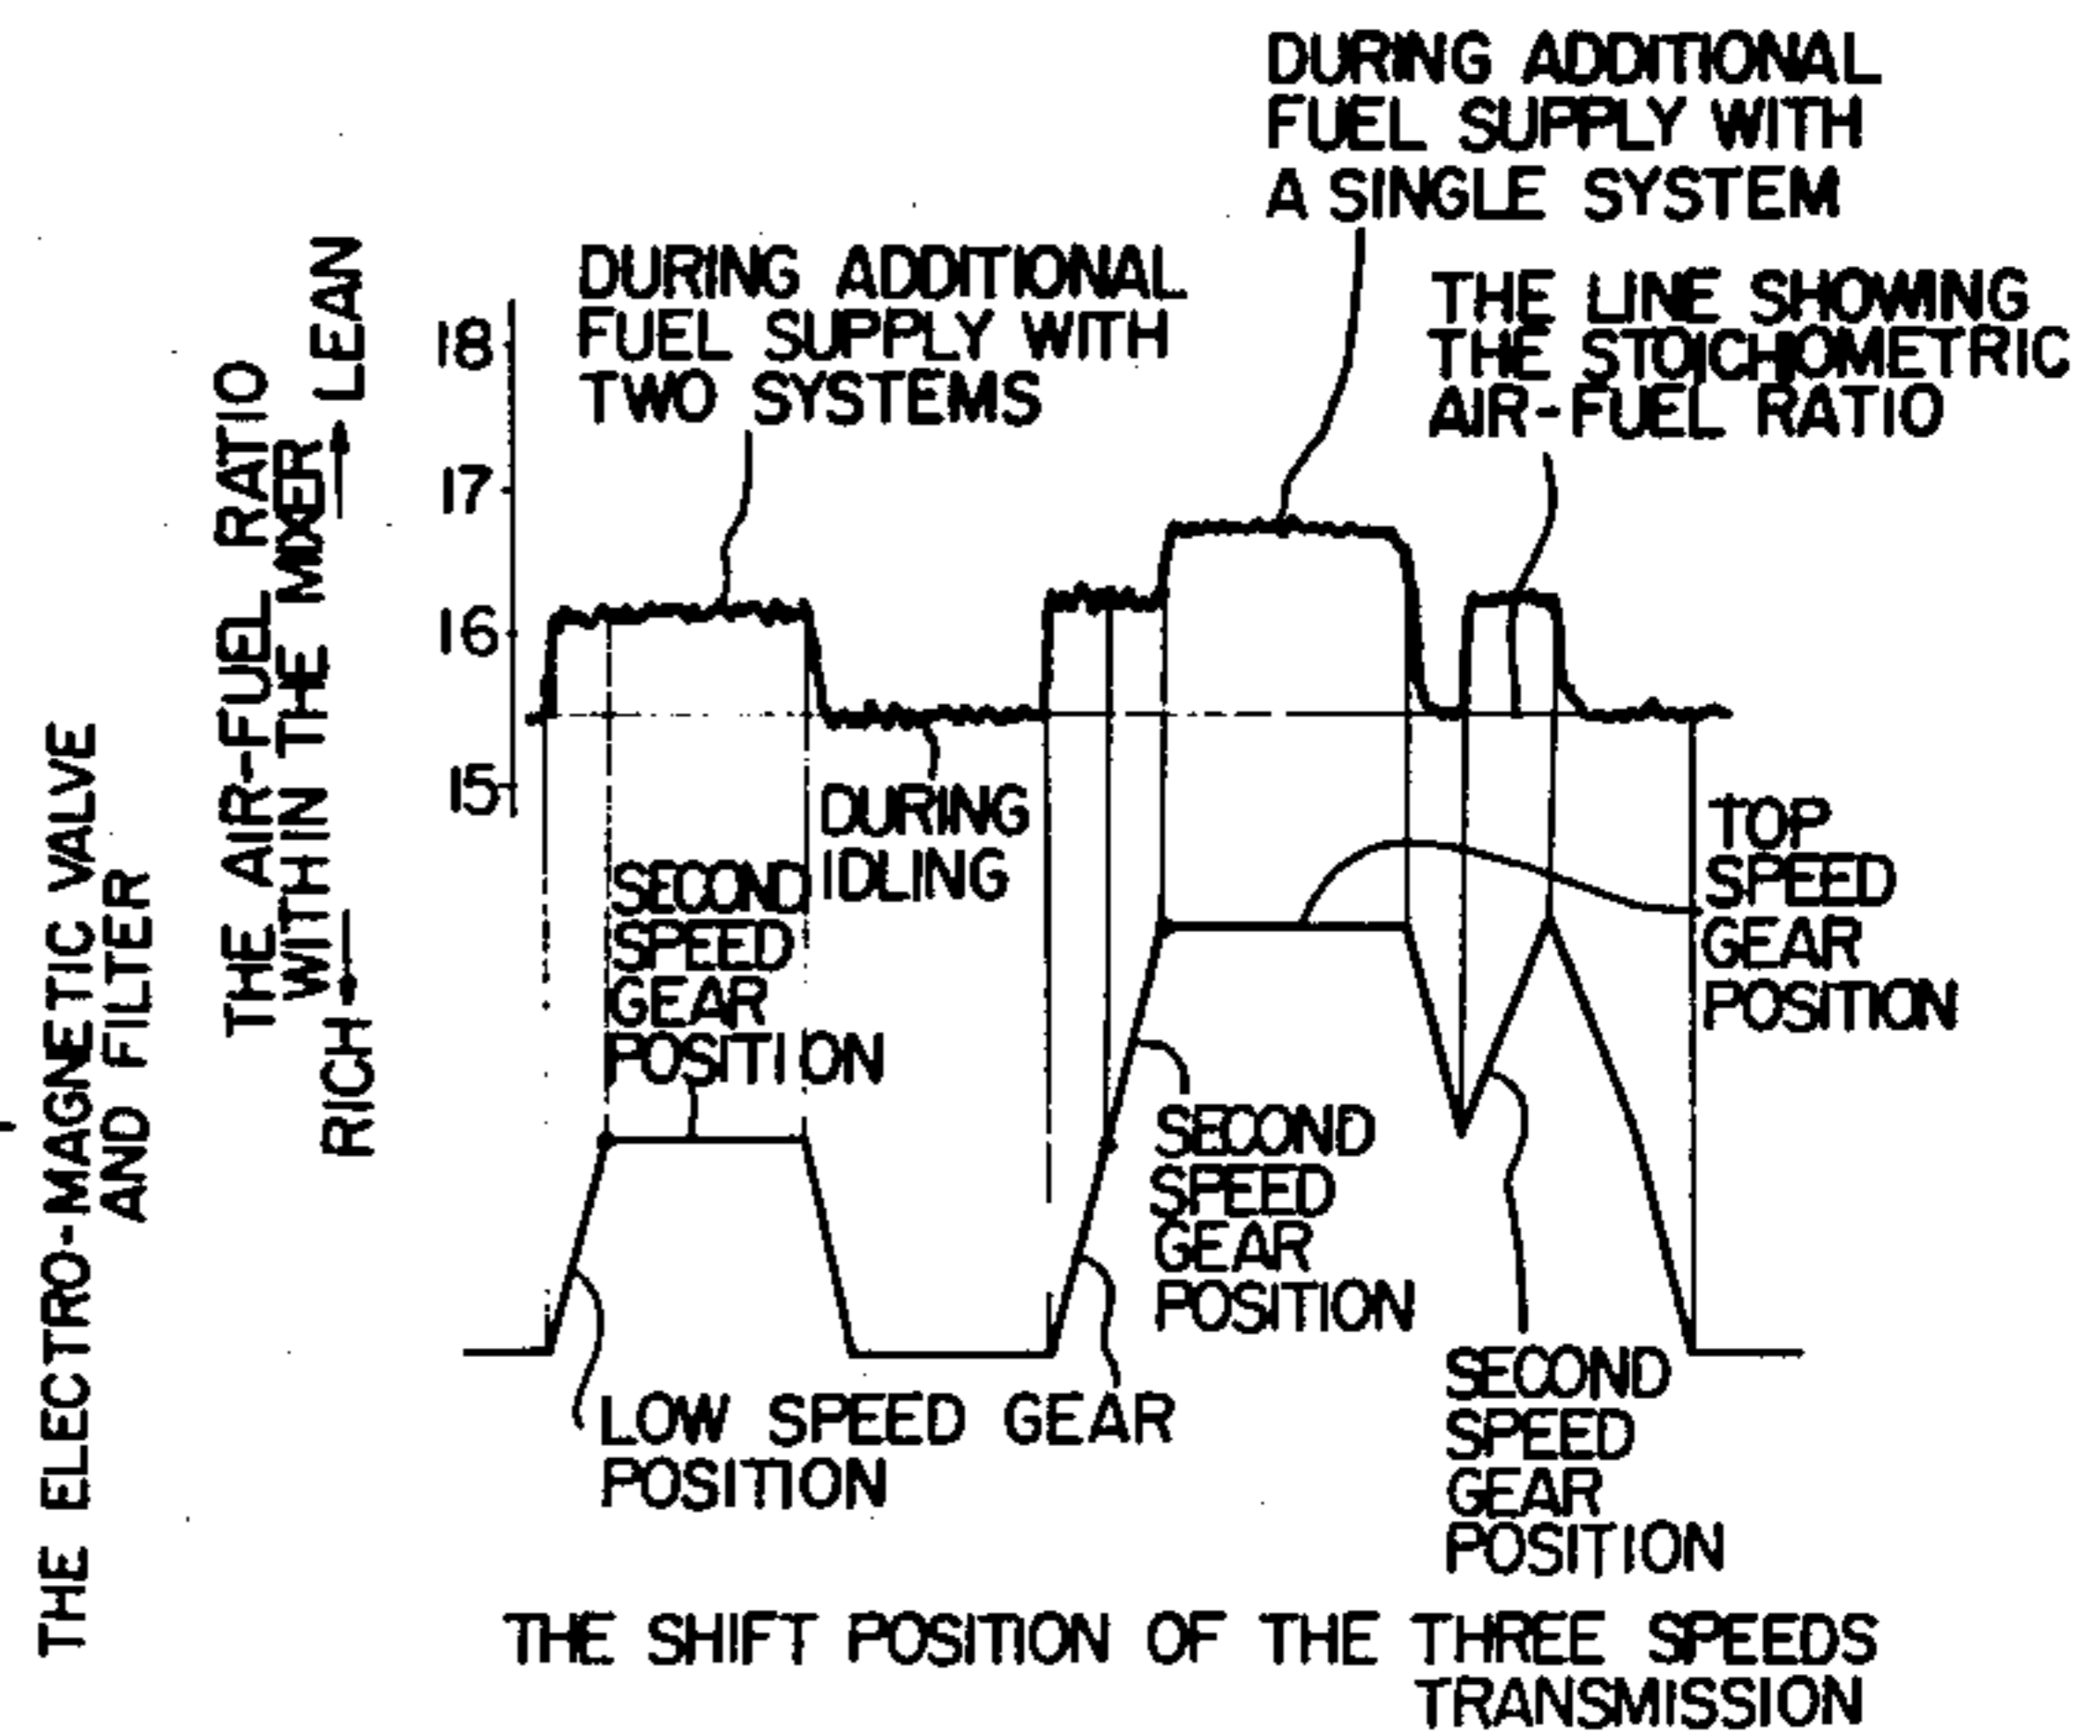 THE ELECTRO-MAGNETIC VALVE
AND FILTER
THE AIR-FUEL RATIO
WITHIN THE MIXER
LEAN
RICH
18
17
16
15
DURING ADDITIONAL
FUEL SUPPLY WITH
TWO SYSTEMS
DURING ADDITIONAL
FUEL SUPPLY WITH
A SINGLE SYSTEM
THE LINE SHOWING
THE STOICHIOMETRIC
AIR-FUEL RATIO
DURING
IDLING
SECOND
SPEED
GEAR
POSITION
TOP
SPEED
GEAR
POSITION
SECOND
SPEED
GEAR
POSITION
LOW SPEED GEAR
POSITION
SECOND
SPEED
GEAR
POSITION
THE SHIFT POSITION OF THE THREE SPEEDS
TRANSMISSION